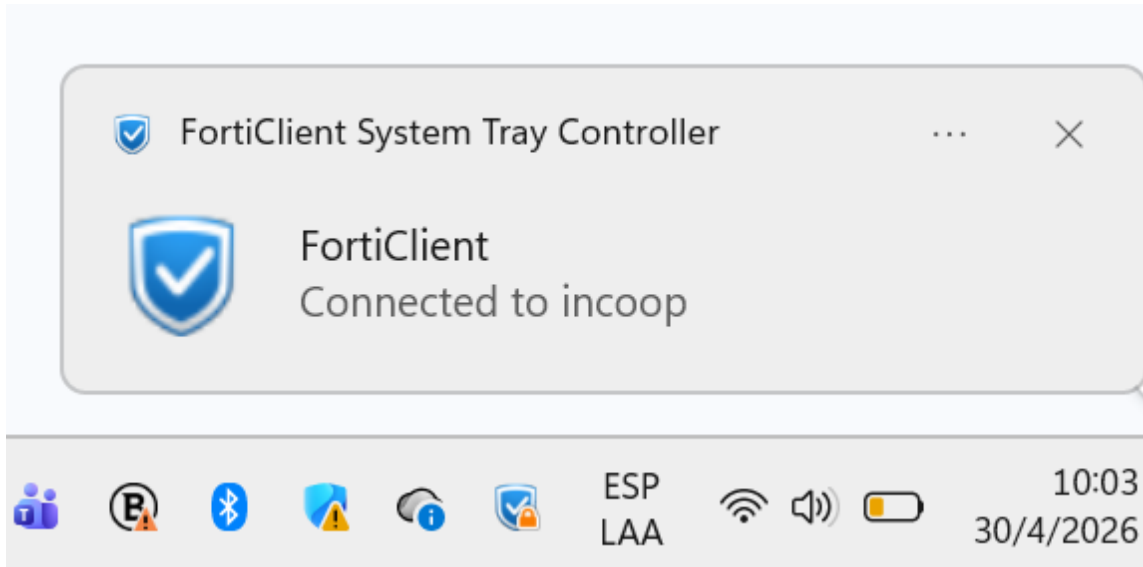 FortiClient System Tray Controller
FortiClient
Connected to incoop
ESP
LAA
10:03
30/4/2026